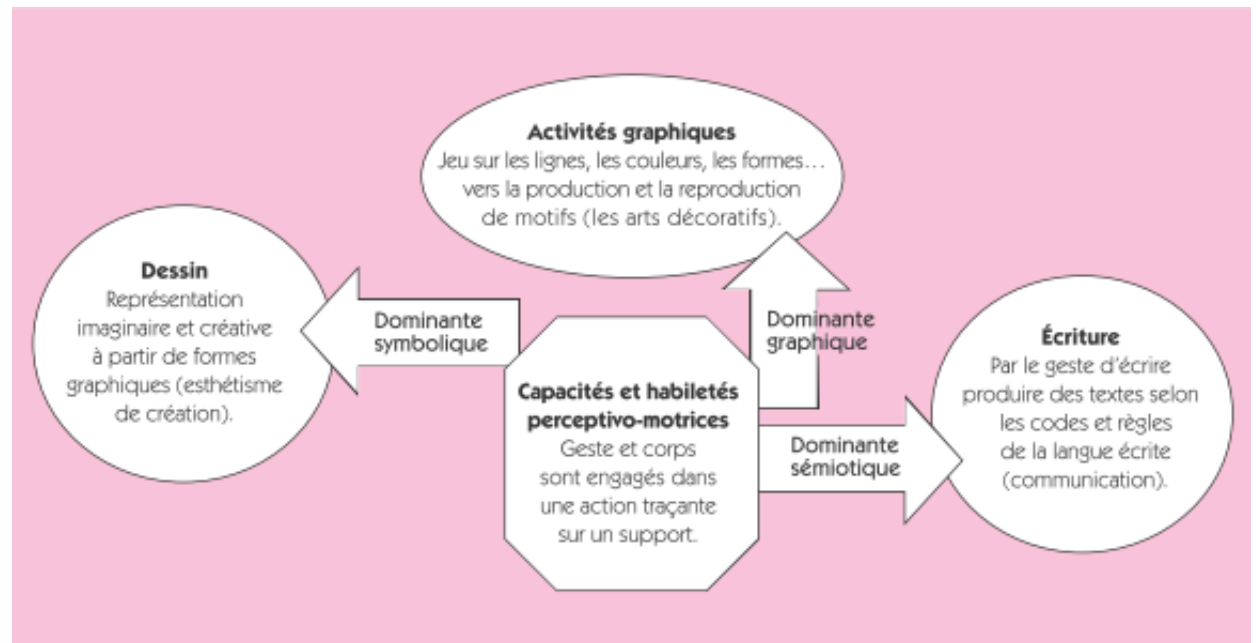 Activités graphiques
Jeu sur les lignes, les couleurs, les formes…
vers la production et la reproduction
de motifs (les arts décoratifs).
Dessin
Représentation
imaginaire et créative
à partir de formes
graphiques (esthétisme
de création).
Dominante
symbolique
Dominante
graphique
Capacités et habiletés
perceptivo-motrices
Geste et corps
sont engagés dans
une action traçante
sur un support.
Dominante
sémiotique
Écriture
Par le geste d'écrire
produire des textes selon
les codes et règles
de la langue écrite
(communication).